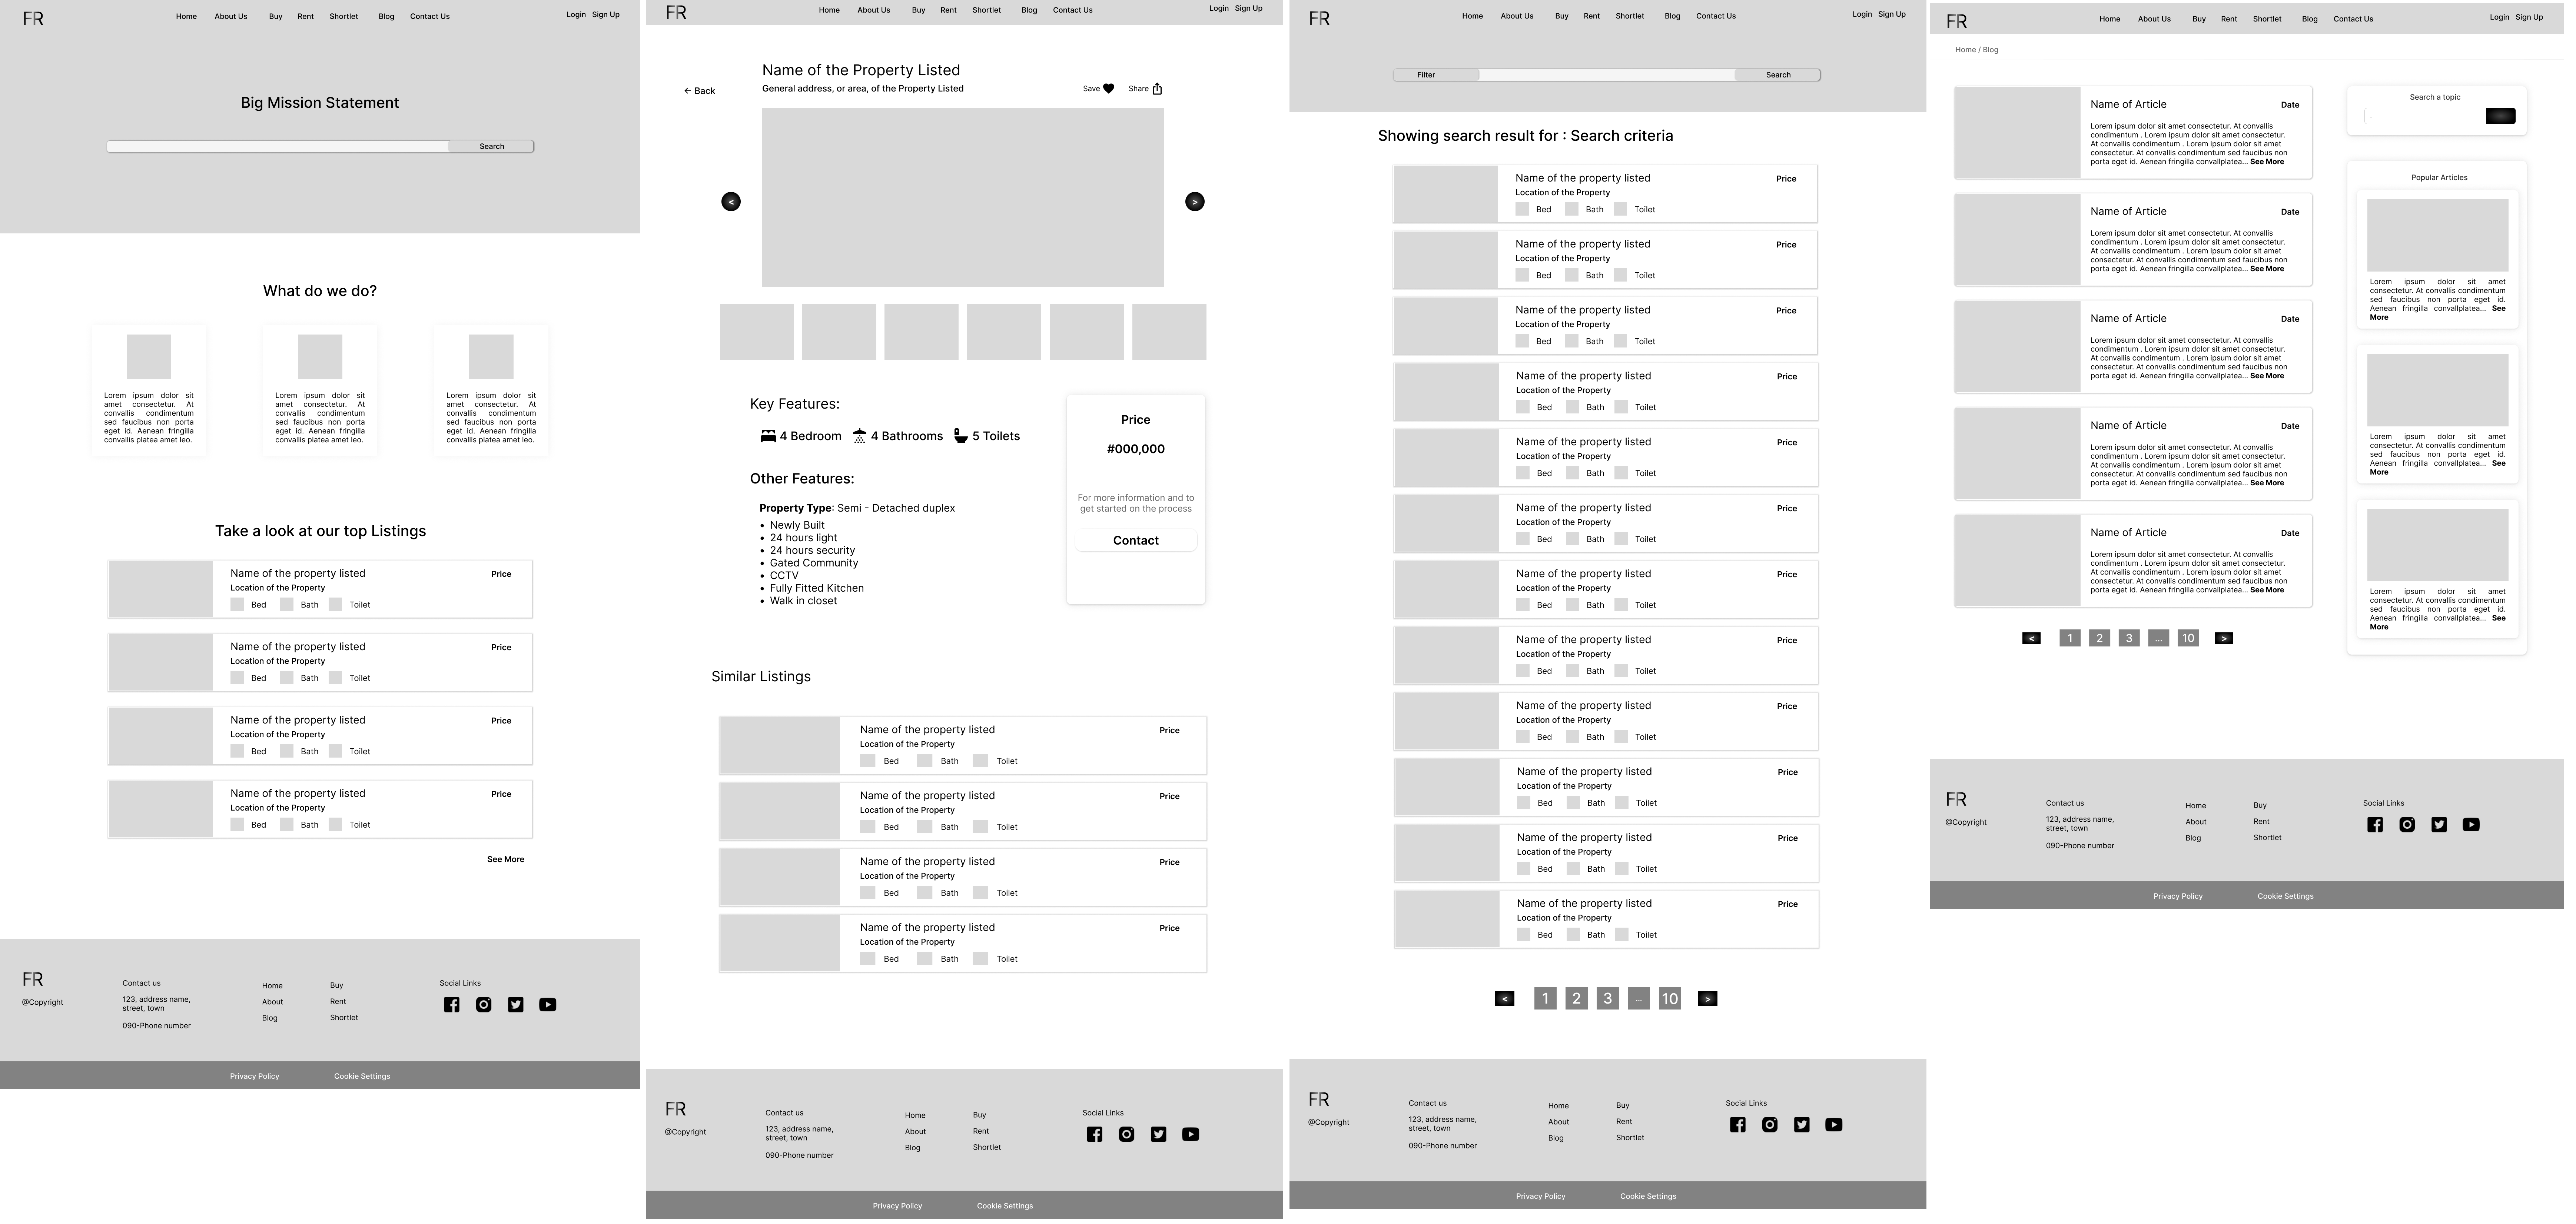 FR
Home About Us Buy Rent Shortlet Blog Contact Us
Login Sign Up
Big Mission Statement
Search
What do we do?
Lorem ipsum dolor sit
amet consectetur. At
convallis condimentum
sed faucibus non porta
eget id. Aenean fringilla
convallis platea amet leo.
Lorem ipsum dolor sit
amet consectetur. At
convallis condimentum
sed faucibus non porta
eget id. Aenean fringilla
convallis platea amet leo.
Lorem ipsum dolor sit
amet consectetur. At
convallis condimentum
sed faucibus non porta
eget id. Aenean fringilla
convallis platea amet leo.
Take a look at our top Listings
Name of the property listed Price
Location of the Property
Bed Bath Toilet
Name of the property listed Price
Location of the Property
Bed Bath Toilet
Name of the property listed Price
Location of the Property
Bed Bath Toilet
Name of the property listed Price
Location of the Property
Bed Bath Toilet
See More
FR
@Copyright
Contact us
123, address name,
street, town
090-Phone number
Home
About
Blog
Buy
Rent
Shortlet
Social Links
Privacy Policy Cookie Settings
FR
Home About Us Buy Rent Shortlet Blog Contact Us
Login Sign Up
← Back
Name of the Property Listed
General address, or area, of the Property Listed
Save Share
< >
Key Features:
4 Bedroom 4 Bathrooms 5 Toilets
Other Features:
Property Type: Semi - Detached duplex
• Newly Built
• 24 hours light
• 24 hours security
• Gated Community
• CCTV
• Fully Fitted Kitchen
• Walk in closet
Price
#000,000
For more information and to
get started on the process
Contact
Similar Listings
Name of the property listed Price
Location of the Property
Bed Bath Toilet
Name of the property listed Price
Location of the Property
Bed Bath Toilet
Name of the property listed Price
Location of the Property
Bed Bath Toilet
Name of the property listed Price
Location of the Property
Bed Bath Toilet
FR
@Copyright
Contact us
123, address name,
street, town
090-Phone number
Home
About
Blog
Buy
Rent
Shortlet
Social Links
Privacy Policy Cookie Settings
FR
Home About Us Buy Rent Shortlet Blog Contact Us
Login Sign Up
Filter Search
Showing search result for : Search criteria
Name of the property listed Price
Location of the Property
Bed Bath Toilet
Name of the property listed Price
Location of the Property
Bed Bath Toilet
Name of the property listed Price
Location of the Property
Bed Bath Toilet
Name of the property listed Price
Location of the Property
Bed Bath Toilet
Name of the property listed Price
Location of the Property
Bed Bath Toilet
Name of the property listed Price
Location of the Property
Bed Bath Toilet
Name of the property listed Price
Location of the Property
Bed Bath Toilet
Name of the property listed Price
Location of the Property
Bed Bath Toilet
Name of the property listed Price
Location of the Property
Bed Bath Toilet
Name of the property listed Price
Location of the Property
Bed Bath Toilet
Name of the property listed Price
Location of the Property
Bed Bath Toilet
Name of the property listed Price
Location of the Property
Bed Bath Toilet
< 1 2 3 ... 10 >
FR
@Copyright
Contact us
123, address name,
street, town
090-Phone number
Home
About
Blog
Buy
Rent
Shortlet
Social Links
Privacy Policy Cookie Settings
FR
Home About Us Buy Rent Shortlet Blog Contact Us
Login Sign Up
Home / Blog
Name of Article Date
Lorem ipsum dolor sit amet consectetur. At convallis
condimentum . Lorem ipsum dolor sit amet consectetur.
At convallis condimentum . Lorem ipsum dolor sit amet
consectetur. At convallis condimentum sed faucibus non
porta eget id. Aenean fringilla convallplatea... See More
Name of Article Date
Lorem ipsum dolor sit amet consectetur. At convallis
condimentum . Lorem ipsum dolor sit amet consectetur.
At convallis condimentum . Lorem ipsum dolor sit amet
consectetur. At convallis condimentum sed faucibus non
porta eget id. Aenean fringilla convallplatea... See More
Name of Article Date
Lorem ipsum dolor sit amet consectetur. At convallis
condimentum . Lorem ipsum dolor sit amet consectetur.
At convallis condimentum . Lorem ipsum dolor sit amet
consectetur. At convallis condimentum sed faucibus non
porta eget id. Aenean fringilla convallplatea... See More
Name of Article Date
Lorem ipsum dolor sit amet consectetur. At convallis
condimentum . Lorem ipsum dolor sit amet consectetur.
At convallis condimentum . Lorem ipsum dolor sit amet
consectetur. At convallis condimentum sed faucibus non
porta eget id. Aenean fringilla convallplatea... See More
Name of Article Date
Lorem ipsum dolor sit amet consectetur. At convallis
condimentum . Lorem ipsum dolor sit amet consectetur.
At convallis condimentum . Lorem ipsum dolor sit amet
consectetur. At convallis condimentum sed faucibus non
porta eget id. Aenean fringilla convallplatea... See More
< 1 2 3 ... 10 >
Search a topic
Popular Articles
Lorem ipsum dolor sit amet
consectetur. At convallis condimentum
sed faucibus non porta eget id.
Aenean fringilla convallplatea... See
More
Lorem ipsum dolor sit amet
consectetur. At convallis condimentum
sed faucibus non porta eget id.
Aenean fringilla convallplatea... See
More
Lorem ipsum dolor sit amet
consectetur. At convallis condimentum
sed faucibus non porta eget id.
Aenean fringilla convallplatea... See
More
FR
@Copyright
Contact us
123, address name,
street, town
090-Phone number
Home
About
Blog
Buy
Rent
Shortlet
Social Links
Privacy Policy Cookie Settings